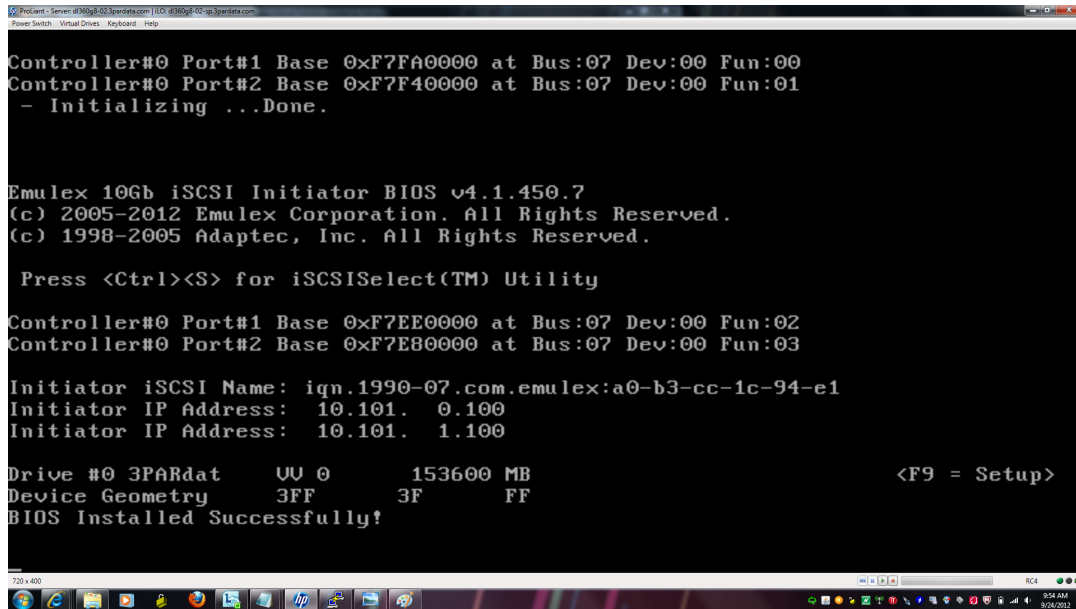 ProLiant - Server: dl360g8-02.3pardata.com | iLO: dl360g8-02-sp.3pardata.com
Power Switch Virtual Drives Keyboard Help
Controller#0 Port#1 Base 0xF7FA0000 at Bus:07 Dev:00 Fun:00
Controller#0 Port#2 Base 0xF7F40000 at Bus:07 Dev:00 Fun:01
- Initializing ...Done.
Emulex 10Gb iSCSI Initiator BIOS v4.1.450.7
(c) 2005-2012 Emulex Corporation. All Rights Reserved.
(c) 1998-2005 Adaptec, Inc. All Rights Reserved.
Press <Ctrl><S> for iSCSISelect(TM) Utility
Controller#0 Port#1 Base 0xF7EE0000 at Bus:07 Dev:00 Fun:02
Controller#0 Port#2 Base 0xF7E80000 at Bus:07 Dev:00 Fun:03
Initiator iSCSI Name: iqn.1990-07.com.emulex:a0-b3-cc-1c-94-e1
Initiator IP Address: 10.101. 0.100
Initiator IP Address: 10.101. 1.100
Drive #0 3PARdat VV 0 153600 MB <F9 = Setup>
Device Geometry 3FF 3F FF
BIOS Installed Successfully!
720 x 400 RC4
hp
9:54 AM
9/24/2012